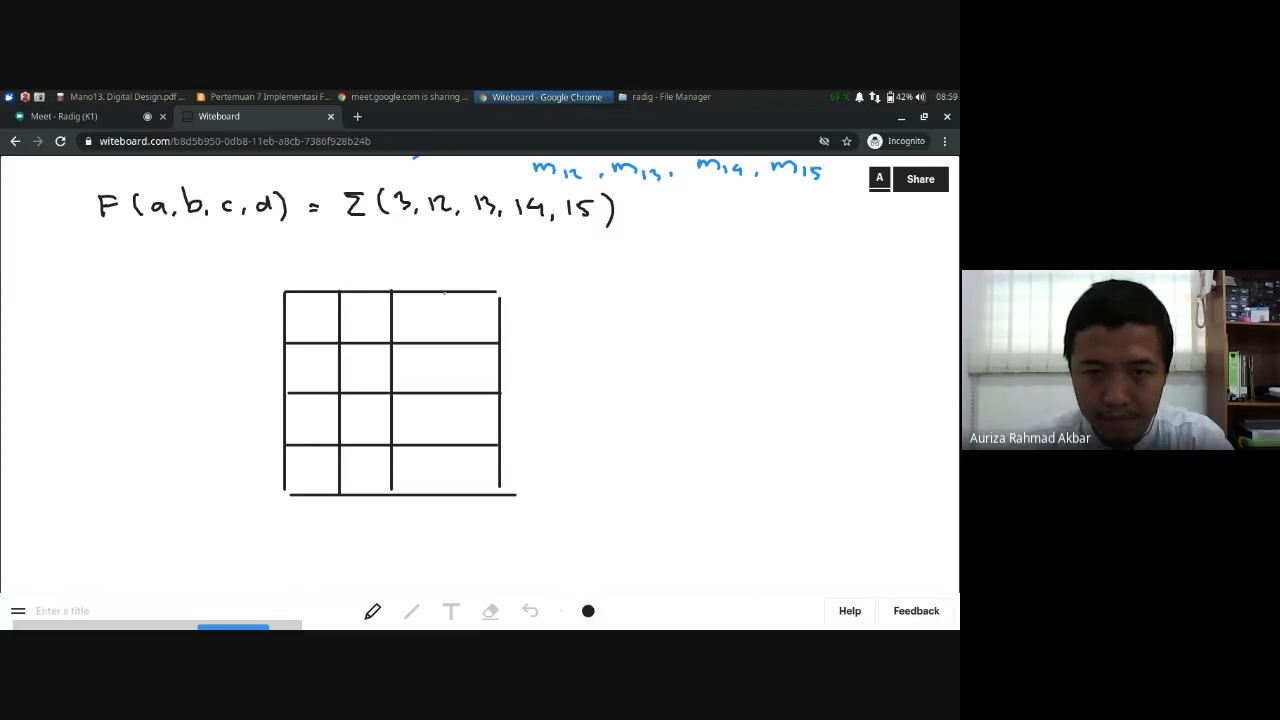 Mano13. Digital Design.pdf ... Pertemuan 7 Implementasi F... meet.google.com is sharing ... Witeboard - Google Chrome radig - File Manager 69 °C 42% 08:59
Meet - Radig (K1) Witeboard
witeboard.com/b8d5b950-0db8-11eb-a8cb-7386f928b24b Incognito
m12, m13, m14, m15
A Share
F(a, b, c, d) = Σ(3, 12, 13, 14, 15)
Auriza Rahmad Akbar
Enter a title T Help Feedback